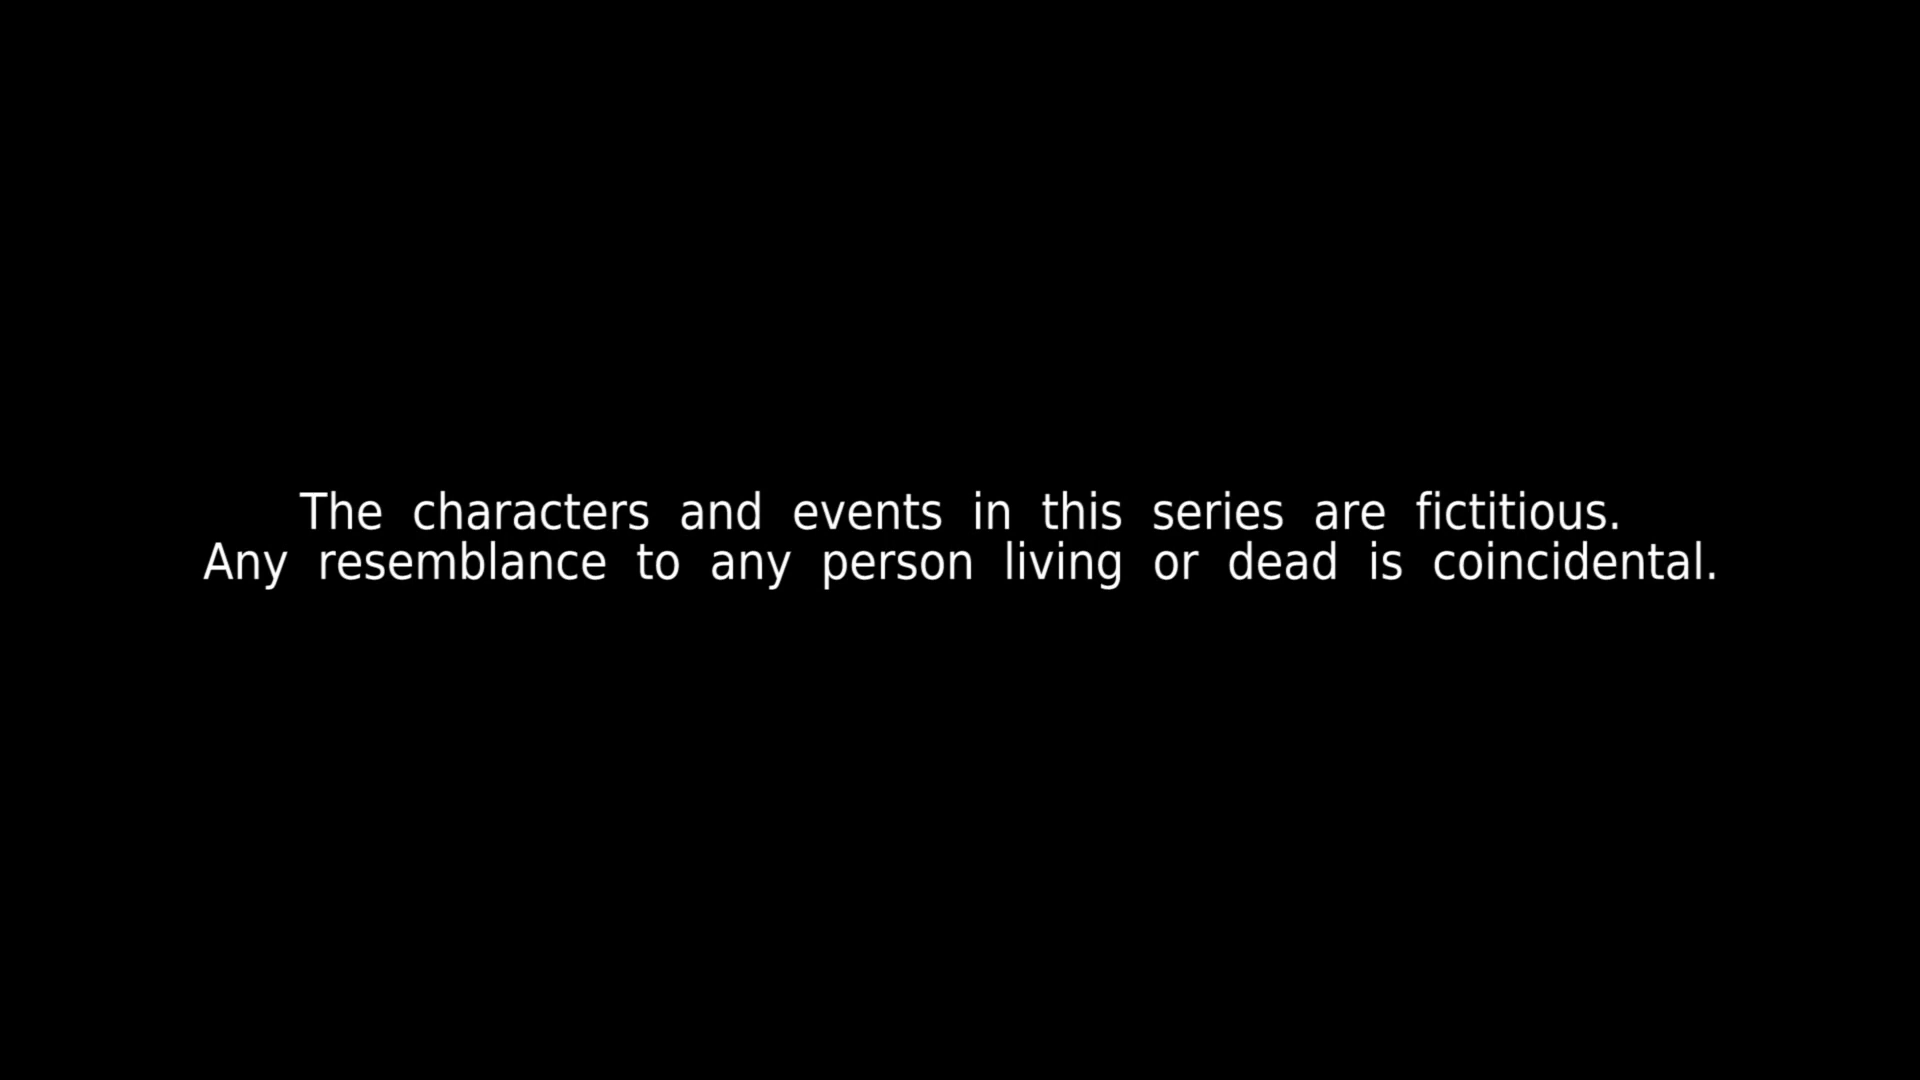 The characters and events in this series are fictitious.
Any resemblance to any person living or dead is coincidental.